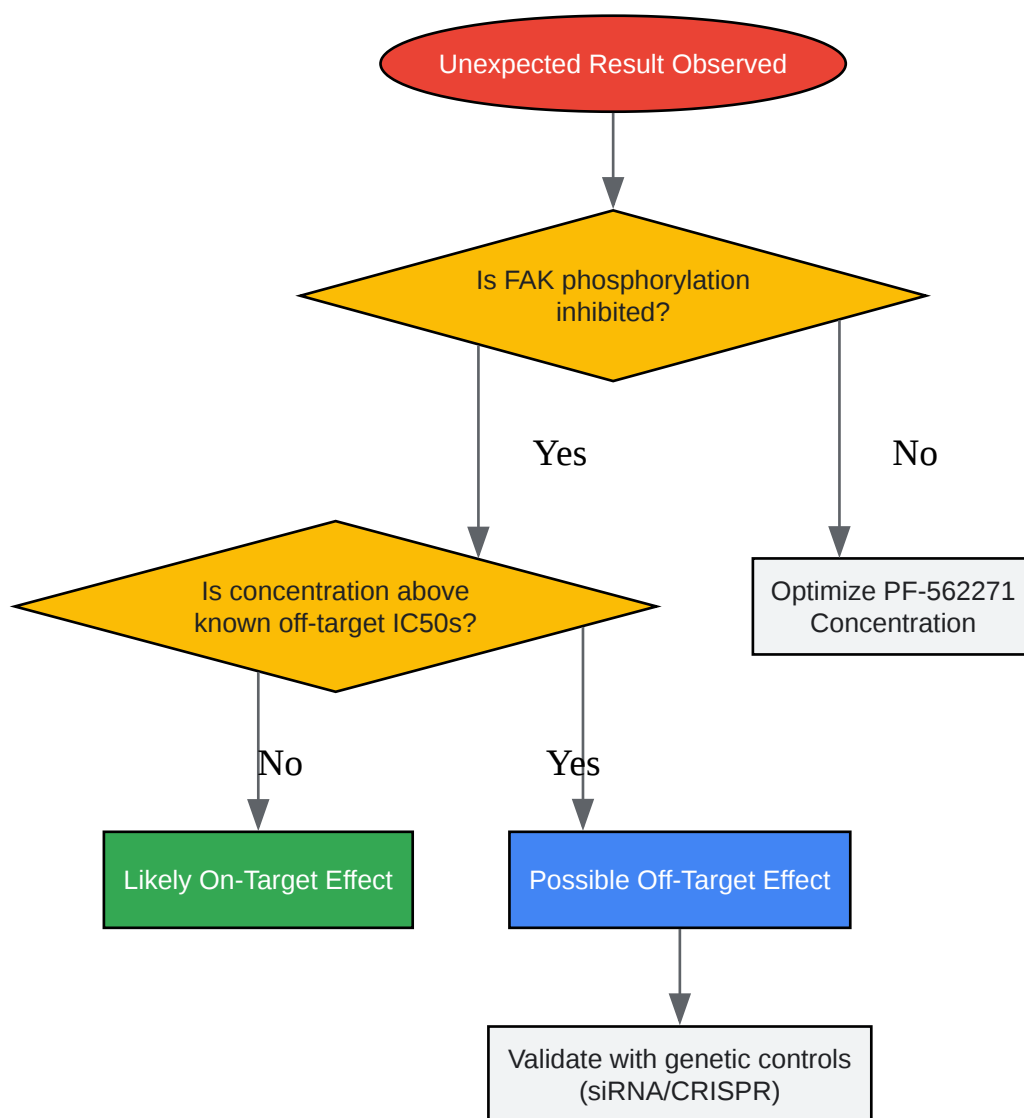 Unexpected Result Observed
Is FAK phosphorylation
inhibited?
Yes
No
Is concentration above
known off-target IC50s?
Optimize PF-562271
Concentration
No
Yes
Likely On-Target Effect
Possible Off-Target Effect
Validate with genetic controls
(siRNA/CRISPR)